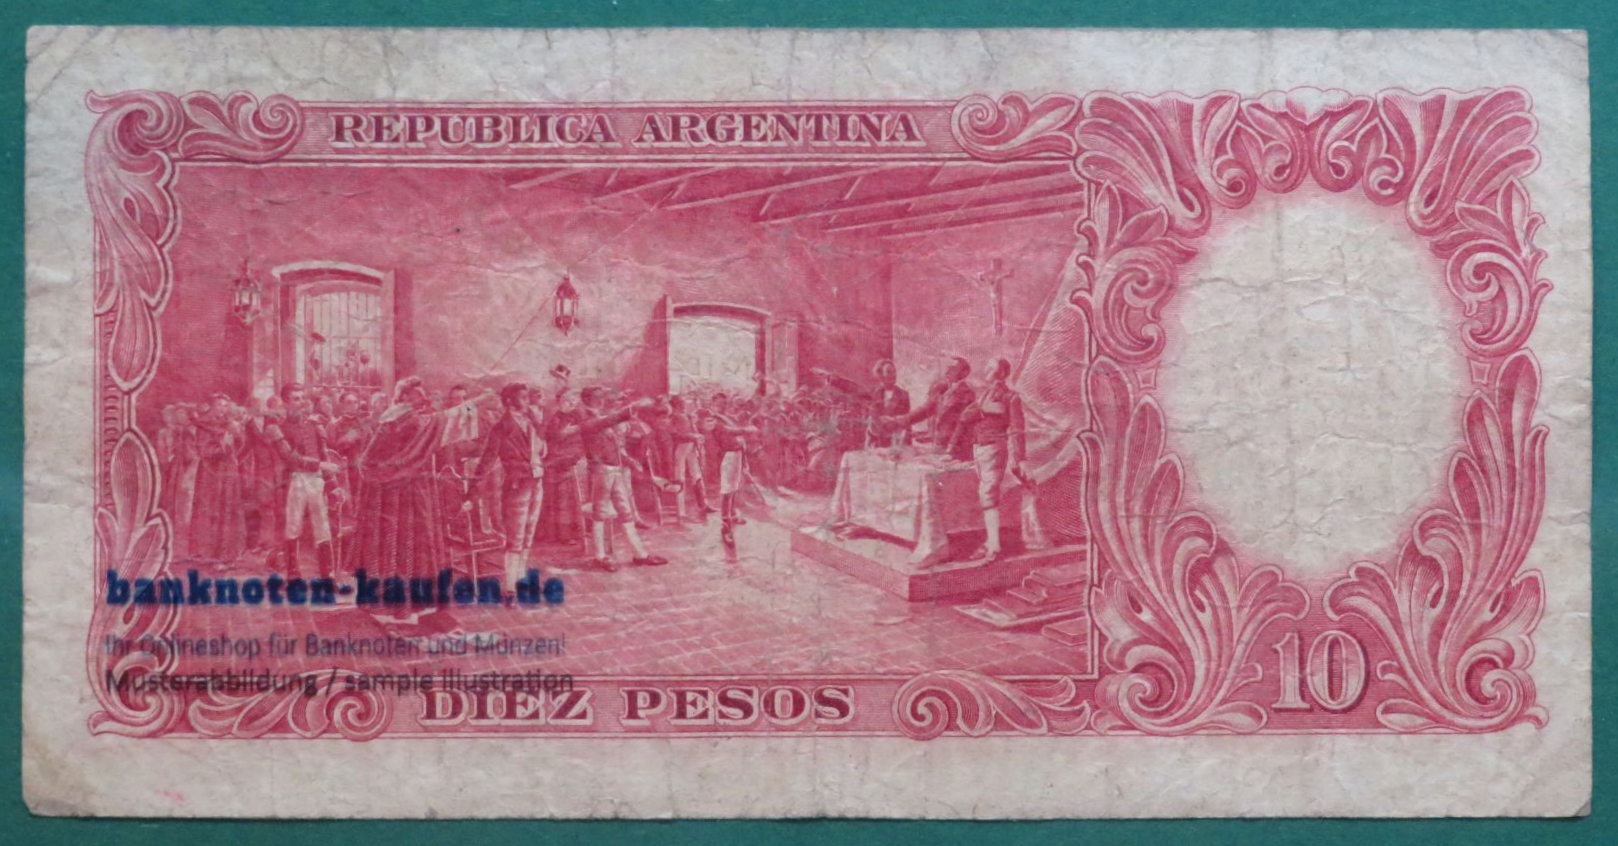 REPUBLICA ARGENTINA
banknoten-kaufen.de
Ihr Onlineshop für Banknoten und Münzen!
Musterabbildung / sample illustration
DIEZ PESOS
10